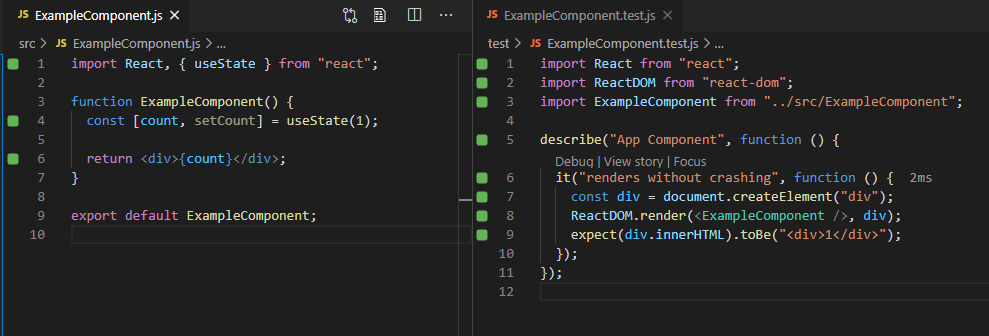 JS ExampleComponent.js
src > JS ExampleComponent.js > ...
1 import React, { useState } from "react";
2
3 function ExampleComponent() {
4 const [count, setCount] = useState(1);
5
6 return <div>{count}</div>;
7 }
8
9 export default ExampleComponent;
10
JS ExampleComponent.test.js
test > JS ExampleComponent.test.js > ...
1 import React from "react";
2 import ReactDOM from "react-dom";
3 import ExampleComponent from "../src/ExampleComponent";
4
5 describe("App Component", function () {
Debug | View story | Focus
6 it("renders without crashing", function () { 2ms
7 const div = document.createElement("div");
8 ReactDOM.render(<ExampleComponent />, div);
9 expect(div.innerHTML).toBe("<div>1</div>");
10 });
11 });
12